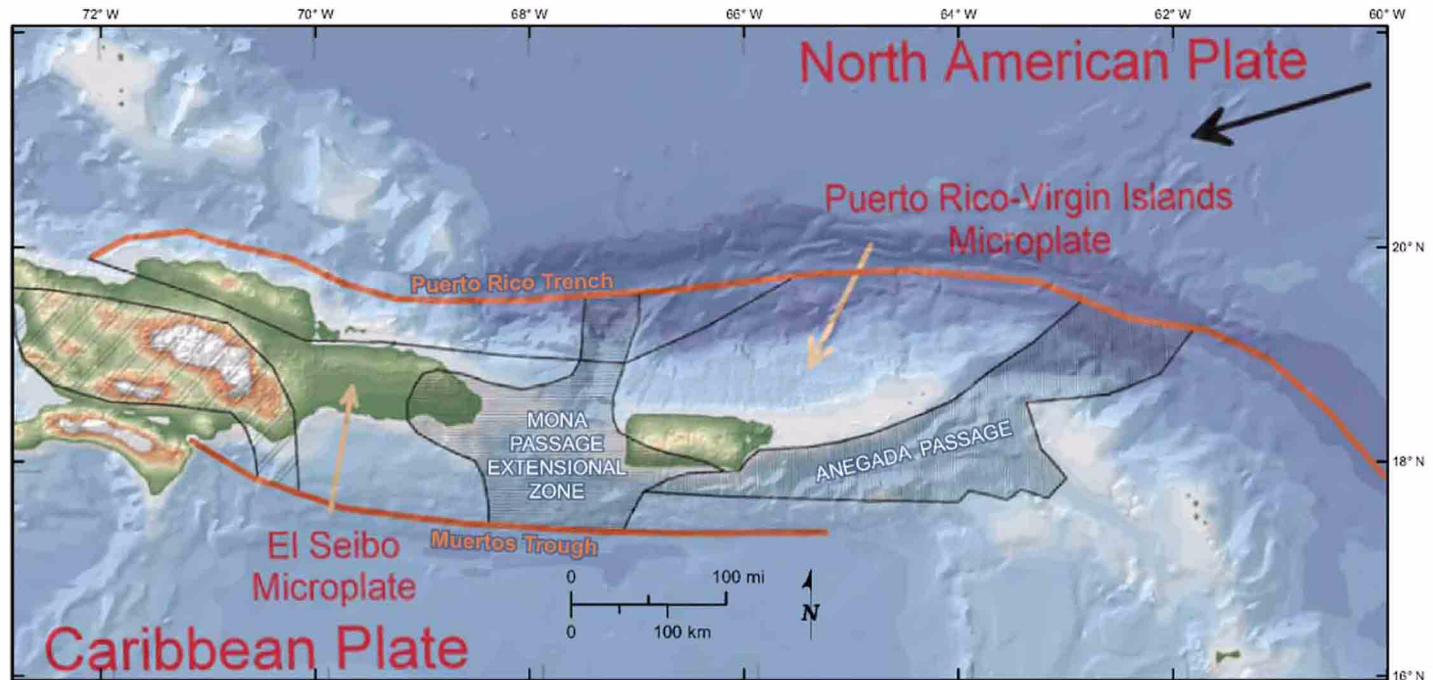 72° W
70° W
68° W
66° W
64° W
62° W
60° W
North American Plate
Puerto Rico-Virgin Islands
Microplate
20° N
Puerto Rico Trench
MONA
PASSAGE
EXTENSIONAL
ZONE
ANEGADA PASSAGE
18° N
Muertos Trough
El Seibo
Microplate
0
100 mi
0
100 km
N
Caribbean Plate
16° N